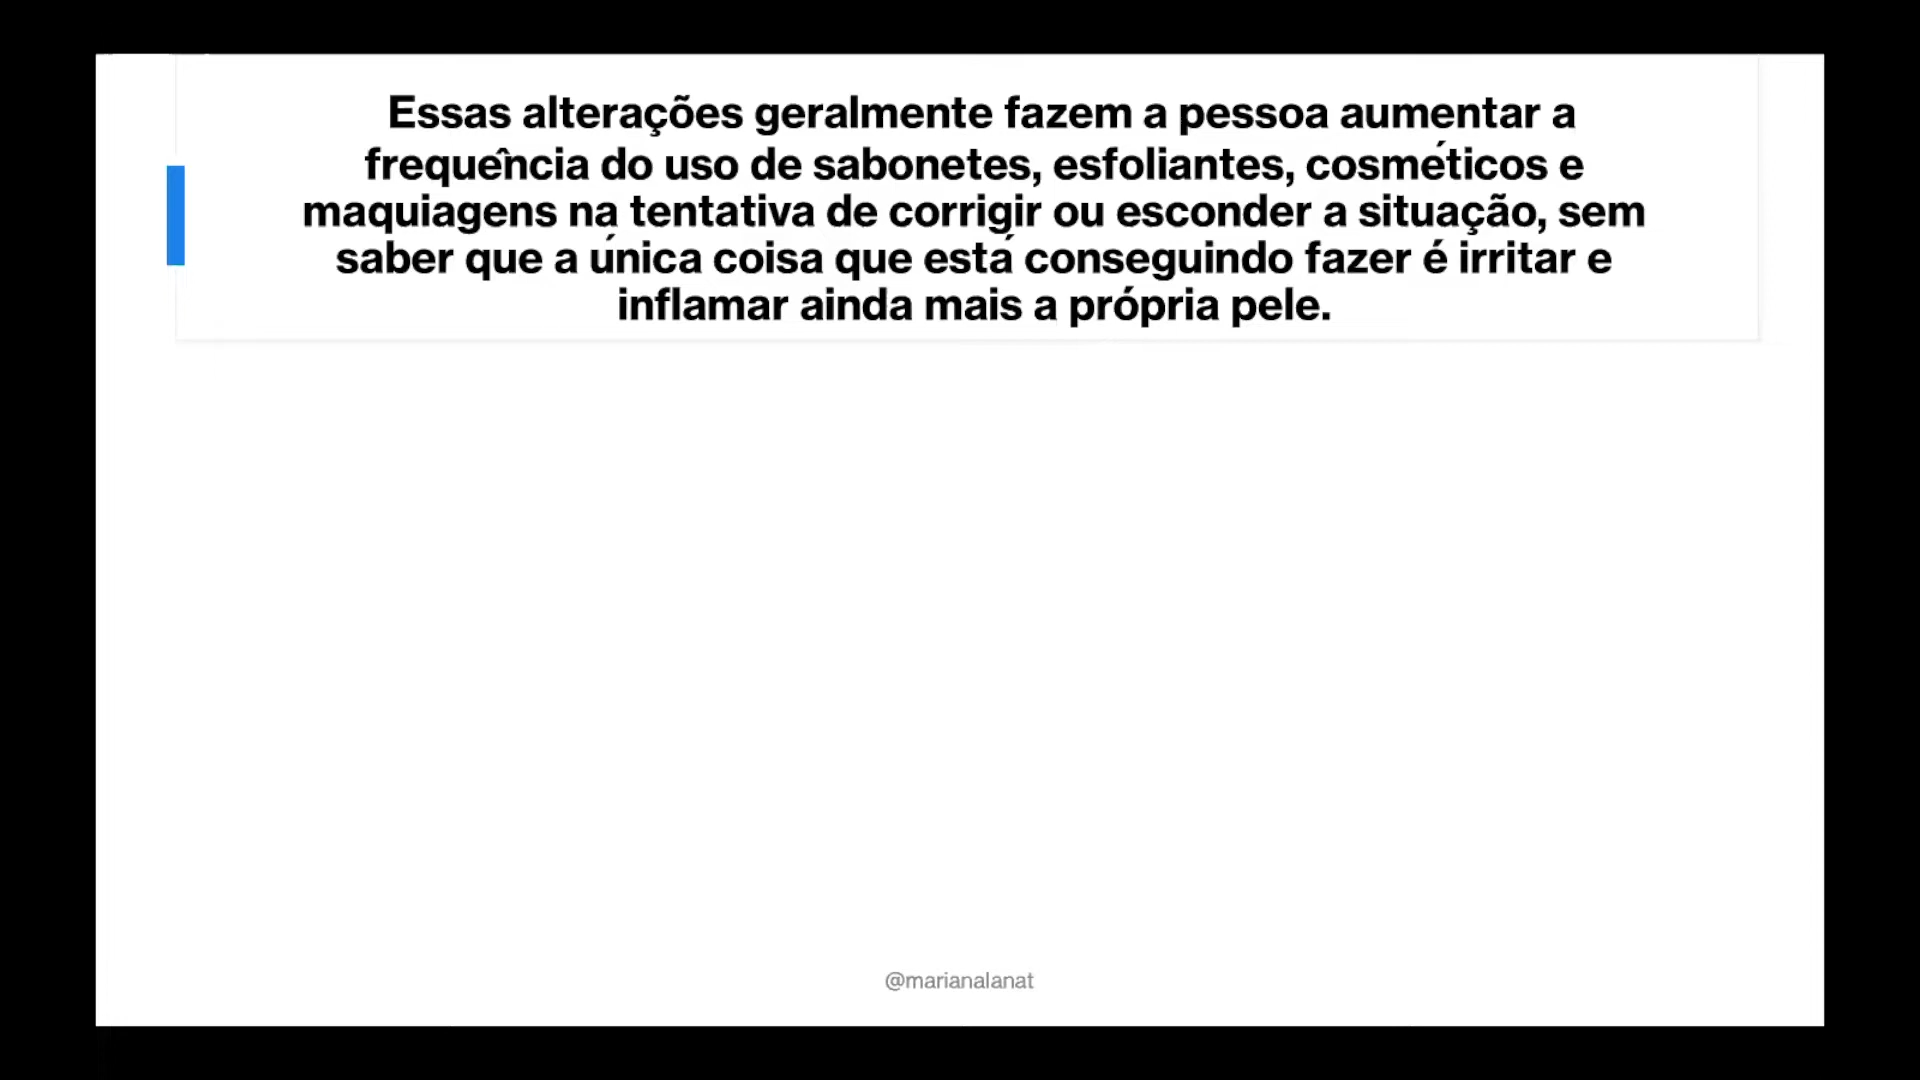 Essas alterações geralmente fazem a pessoa aumentar a
frequência do uso de sabonetes, esfoliantes, cosméticos e
maquiagens na tentativa de corrigir ou esconder a situação, sem
saber que a única coisa que está conseguindo fazer é irritar e
inflamar ainda mais a própria pele.
@marianalanat